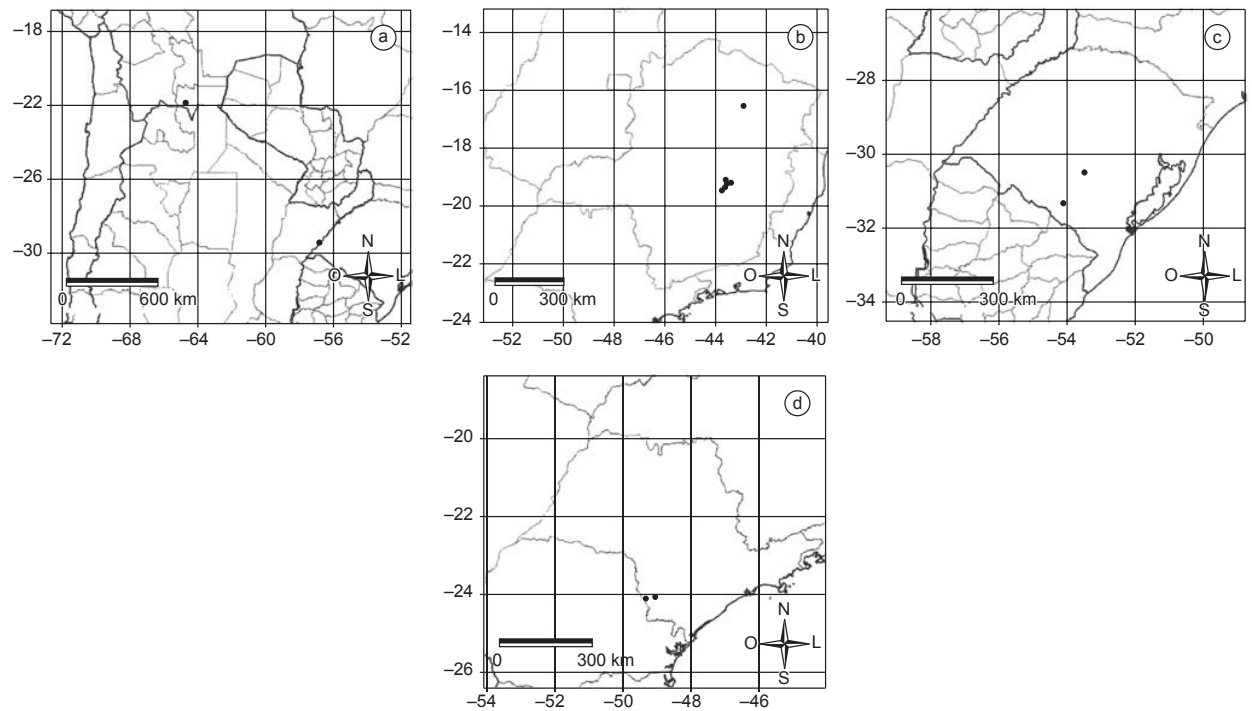 a
−18
−22
−26
−30
N
O L
S
0 600 km
−72 −68 −64 −60 −56 −52
b
−14
−16
−18
−20
−22
−24
N
O L
S
0 300 km
−52 −50 −48 −46 −44 −42 −40
c
−28
−30
−32
−34
N
O L
S
0 300 km
−58 −56 −54 −52 −50
d
−20
−22
−24
−26
N
O L
S
0 300 km
−54 −52 −50 −48 −46